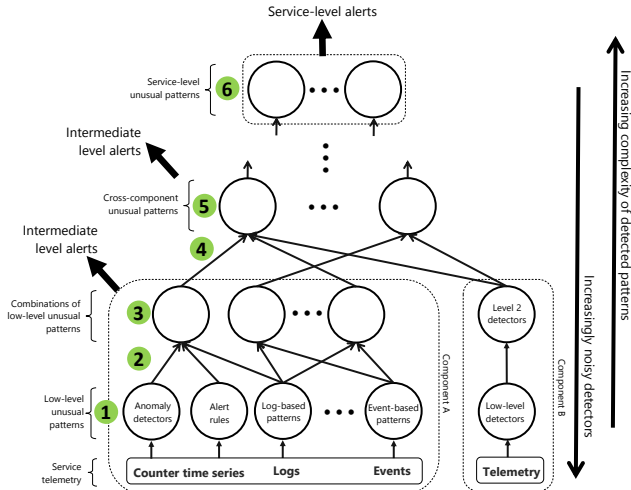 Service-level alerts
Service-level
unusual patterns
6
Intermediate
level alerts
Cross-component
unusual patterns
5
4
Intermediate
level alerts
Combinations of
low-level unusual
patterns
3
Level 2
detectors
2
Low-level
unusual
patterns
1
Anomaly
detectors
Alert
rules
Log-based
patterns
Event-based
patterns
Low-level
detectors
Component A
Component B
Service
telemetry
Counter time series
Logs
Events
Telemetry
Increasingly noisy detectors
Increasing complexity of detected patterns